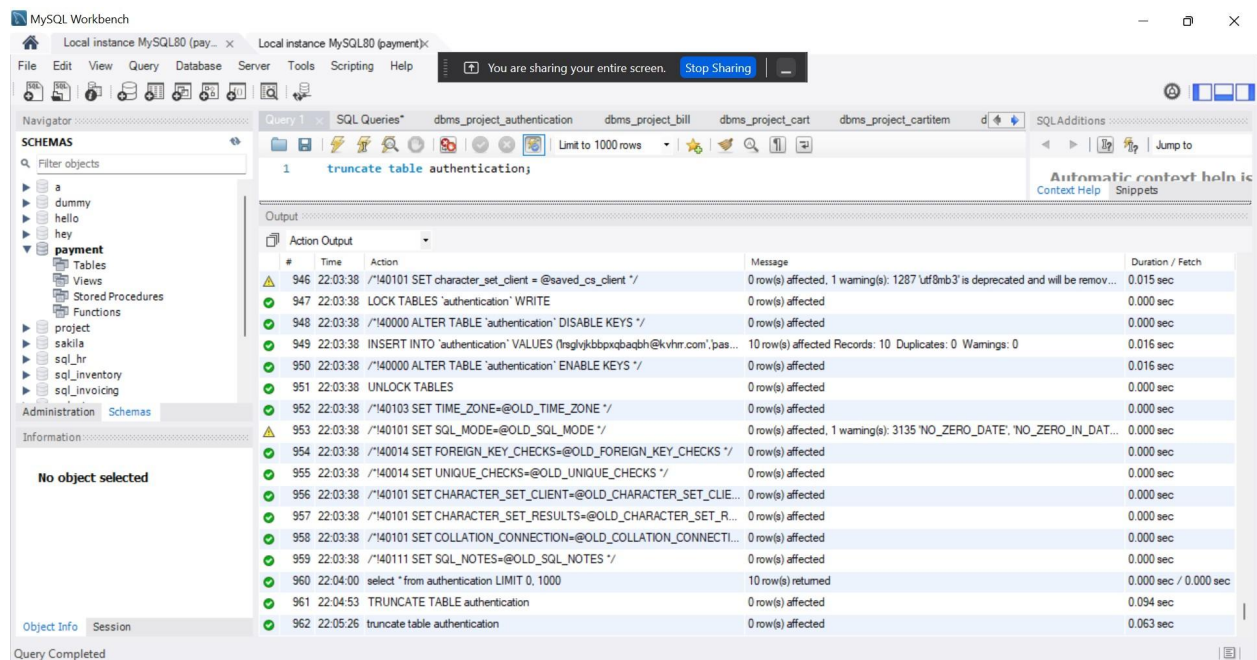 MySQL Workbench
Local instance MySQL80 (pay... ×
Local instance MySQL80 (payment)×
File Edit View Query Database Server Tools Scripting Help
You are sharing your entire screen. Stop Sharing
Navigator
SCHEMAS
Filter objects
a
dummy
hello
hey
payment
Tables
Views
Stored Procedures
Functions
project
sakila
sql_hr
sql_inventory
sql_invoicing
Administration Schemas
Information
No object selected
Object Info Session
Query Completed
Query 1 × SQL Queries* dbms_project_authentication dbms_project_bill dbms_project_cart dbms_project_cartitem d
Limit to 1000 rows
1 truncate table authentication;
SQLAdditions
Jump to
Automatic context help is
Context Help Snippets
Output
Action Output
# Time Action Message Duration / Fetch
946 22:03:38 /*!40101 SET character_set_client = @saved_cs_client */ 0 row(s) affected, 1 warning(s): 1287 'utf8mb3' is deprecated and will be remov... 0.015 sec
947 22:03:38 LOCK TABLES `authentication` WRITE 0 row(s) affected 0.000 sec
948 22:03:38 /*!40000 ALTER TABLE `authentication` DISABLE KEYS */ 0 row(s) affected 0.000 sec
949 22:03:38 INSERT INTO `authentication` VALUES 10 row(s) affected Records: 10 Duplicates: 0 Warnings: 0 0.016 sec
950 22:03:38 /*!40000 ALTER TABLE `authentication` ENABLE KEYS */ 0 row(s) affected 0.016 sec
951 22:03:38 UNLOCK TABLES 0 row(s) affected 0.000 sec
952 22:03:38 /*!40103 SET TIME_ZONE=@OLD_TIME_ZONE */ 0 row(s) affected 0.000 sec
953 22:03:38 /*!40101 SET SQL_MODE=@OLD_SQL_MODE */ 0 row(s) affected, 1 warning(s): 3135 'NO_ZERO_DATE', 'NO_ZERO_IN_DAT... 0.000 sec
954 22:03:38 /*!40014 SET FOREIGN_KEY_CHECKS=@OLD_FOREIGN_KEY_CHECKS */ 0 row(s) affected 0.000 sec
955 22:03:38 /*!40014 SET UNIQUE_CHECKS=@OLD_UNIQUE_CHECKS */ 0 row(s) affected 0.000 sec
956 22:03:38 /*!40101 SET CHARACTER_SET_CLIENT=@OLD_CHARACTER_SET_CLIE... 0 row(s) affected 0.000 sec
957 22:03:38 /*!40101 SET CHARACTER_SET_RESULTS=@OLD_CHARACTER_SET_R... 0 row(s) affected 0.000 sec
958 22:03:38 /*!40101 SET COLLATION_CONNECTION=@OLD_COLLATION_CONNECTI... 0 row(s) affected 0.000 sec
959 22:03:38 /*!40111 SET SQL_NOTES=@OLD_SQL_NOTES */ 0 row(s) affected 0.000 sec
960 22:04:00 select * from authentication LIMIT 0, 1000 10 row(s) returned 0.000 sec / 0.000 sec
961 22:04:53 TRUNCATE TABLE authentication 0 row(s) affected 0.094 sec
962 22:05:26 truncate table authentication 0 row(s) affected 0.063 sec